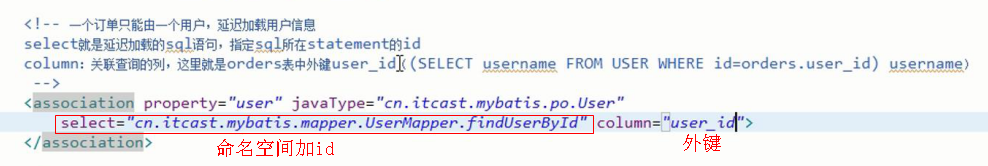 <!-- 一个订单只能由一个用户，延迟加载用户信息
select就是延迟加载的sql语句，指定sql所在statement的id
column：关联查询的列，这里就是orders表中外键user_id((SELECT username FROM USER WHERE id=orders.user_id) username)
-->
<association property="user" javaType="cn.itcast.mybatis.po.User"
select="cn.itcast.mybatis.mapper.UserMapper.findUserById" column="user_id">
</association>
命名空间加id 外键